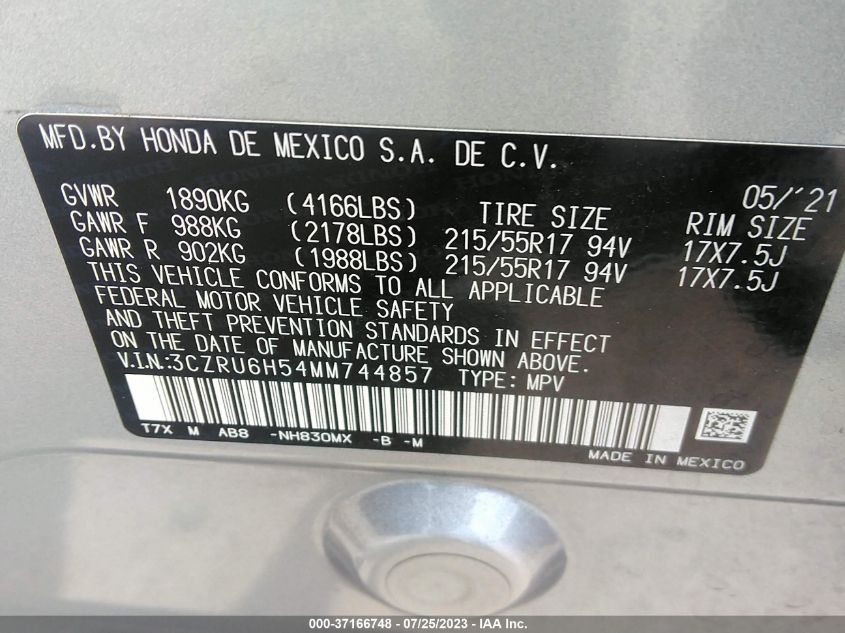 MFD.BY HONDA DE MEXICO S.A. DE C.V.
GVWR 1890KG (4166LBS) 05/'21
GAWR F 988KG (2178LBS) TIRE SIZE RIM SIZE
GAWR R 902KG (1988LBS) 215/55R17 94V 17X7.5J
215/55R17 94V 17X7.5J
THIS VEHICLE CONFORMS TO ALL APPLICABLE
FEDERAL MOTOR VEHICLE SAFETY
AND THEFT PREVENTION STANDARDS IN EFFECT
ON THE DATE OF MANUFACTURE SHOWN ABOVE.
V.I.N.:3CZRU6H54MM744857 TYPE: MPV
T7X M AB8 -NH830MX -B -M
MADE IN MEXICO
000-37166748 - 07/25/2023 - IAA Inc.